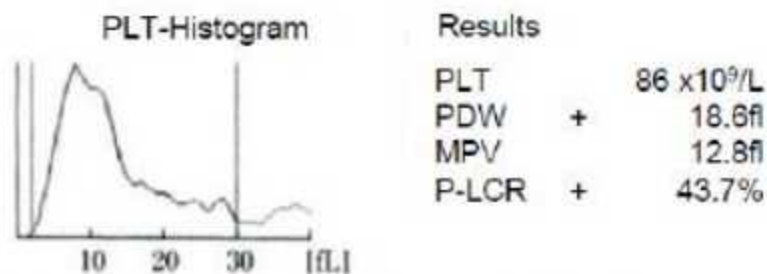 PLT-Histogram
10 20 30 [fL]
Results
PLT 86 x10⁹/L
PDW + 18.6fl
MPV 12.8fl
P-LCR + 43.7%